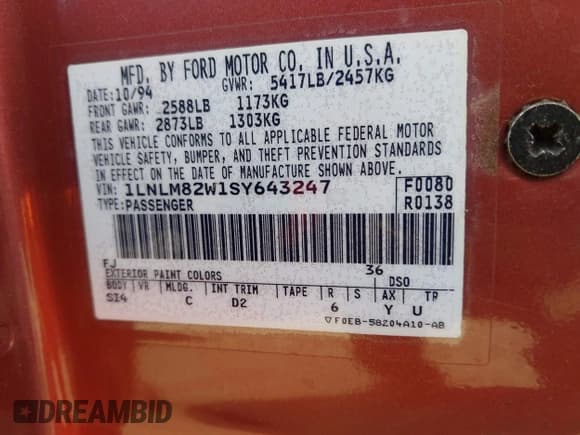 MFD. BY FORD MOTOR CO. IN U.S.A.
DATE: 10/94 GVWR: 5417LB/2457KG
FRONT GAWR: 2588LB 1173KG
REAR GAWR: 2873LB 1303KG
THIS VEHICLE CONFORMS TO ALL APPLICABLE FEDERAL MOTOR
VEHICLE SAFETY, BUMPER, AND THEFT PREVENTION STANDARDS
IN EFFECT ON THE DATE OF MANUFACTURE SHOWN ABOVE.
VIN: 1LNLM82W1SY643247 F0080
TYPE: PASSENGER R0138
FJ 36
EXTERIOR PAINT COLORS DSO
BODY VR MLDG. INT TRIM TAPE R S AX TR
SI4 C D2 6 Y U
▽F0EB-58204A10-AB
DREAMBID